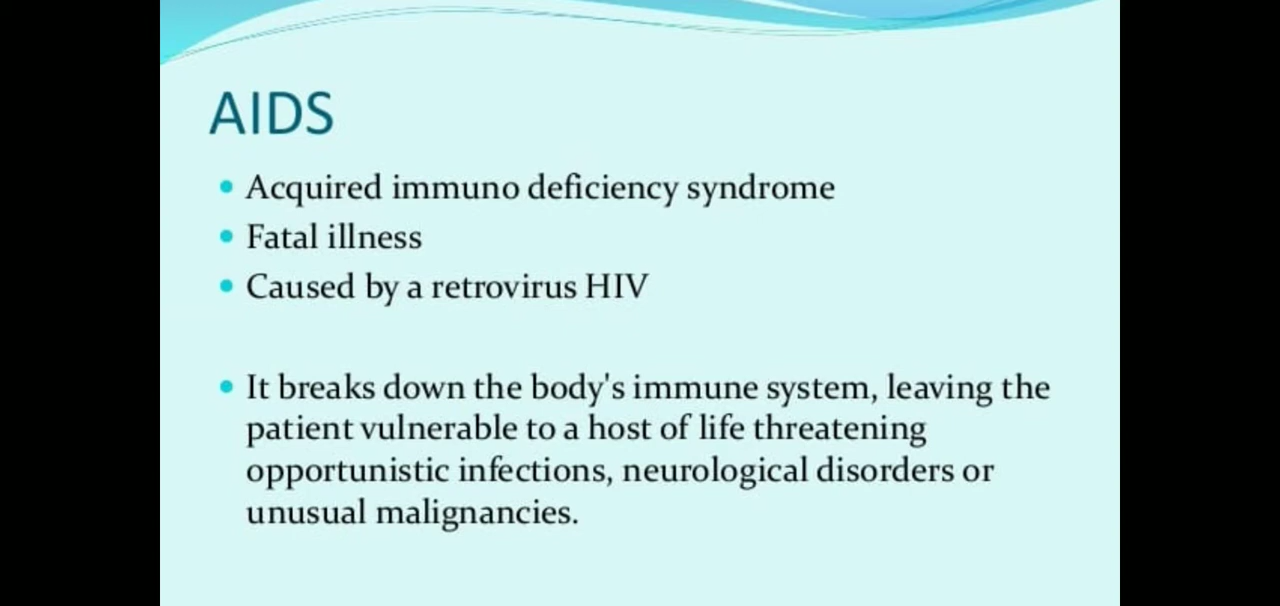 AIDS
• Acquired immuno deficiency syndrome
• Fatal illness
• Caused by a retrovirus HIV
• It breaks down the body's immune system, leaving the
patient vulnerable to a host of life threatening
opportunistic infections, neurological disorders or
unusual malignancies.